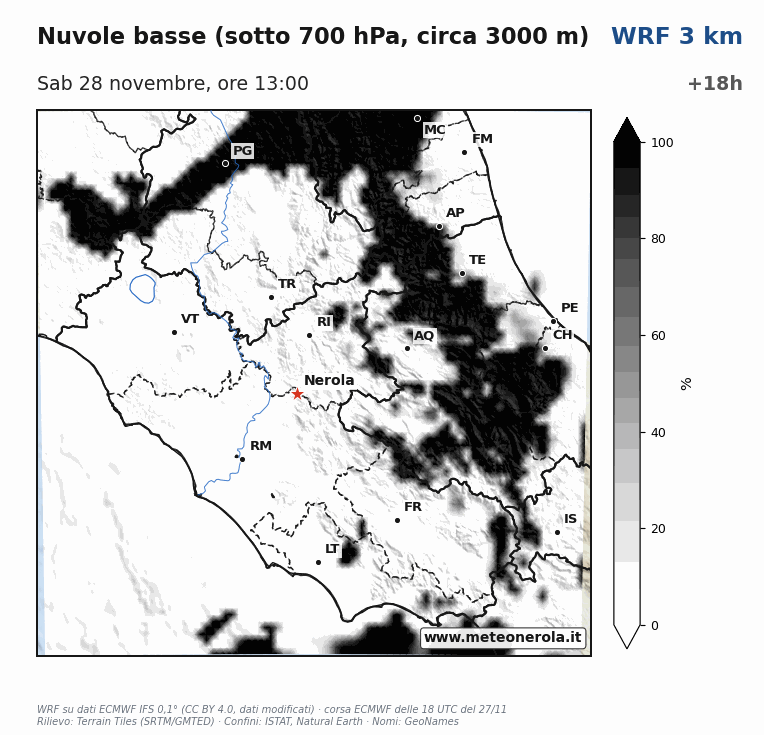 Nuvole basse (sotto 700 hPa, circa 3000 m) WRF 3 km
Sab 28 novembre, ore 13:00 +18h
MC
FM
PG
AP
TE
TR
PE
VT
RI
AQ
CH
Nerola
RM
FR
IS
LT
www.meteonerola.it
100
80
60
40
20
0
%
WRF su dati ECMWF IFS 0,1° (CC BY 4.0, dati modificati) · corsa ECMWF delle 18 UTC del 27/11
Rilievo: Terrain Tiles (SRTM/GMTED) · Confini: ISTAT, Natural Earth · Nomi: GeoNames